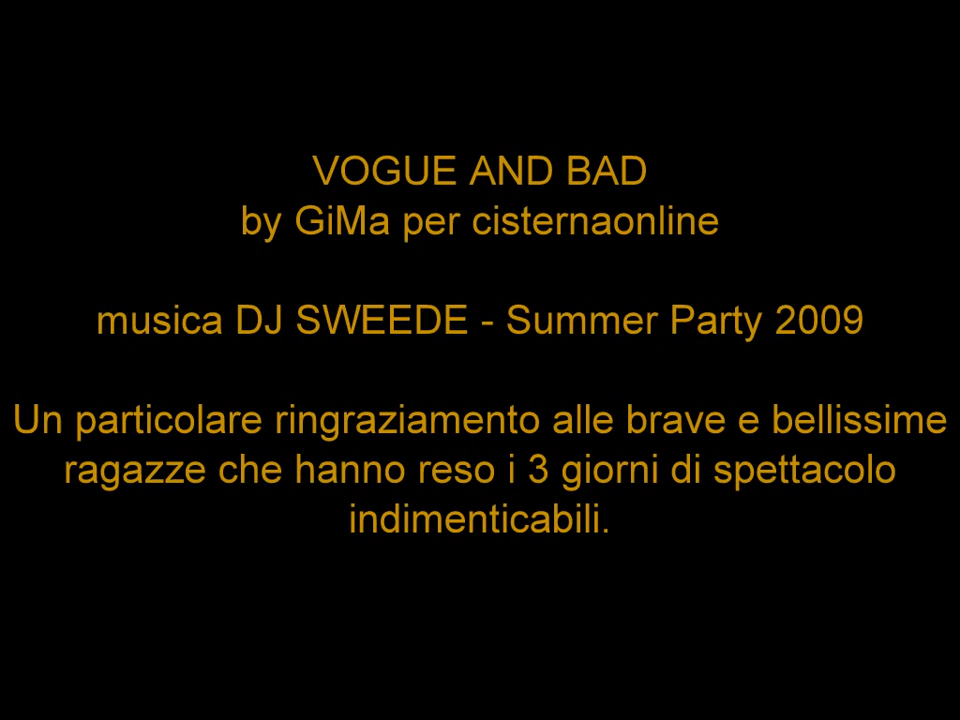 VOGUE AND BAD
by GiMa per cisternaonline
musica DJ SWEEDE - Summer Party 2009
Un particolare ringraziamento alle brave e bellissime
ragazze che hanno reso i 3 giorni di spettacolo
indimenticabili.